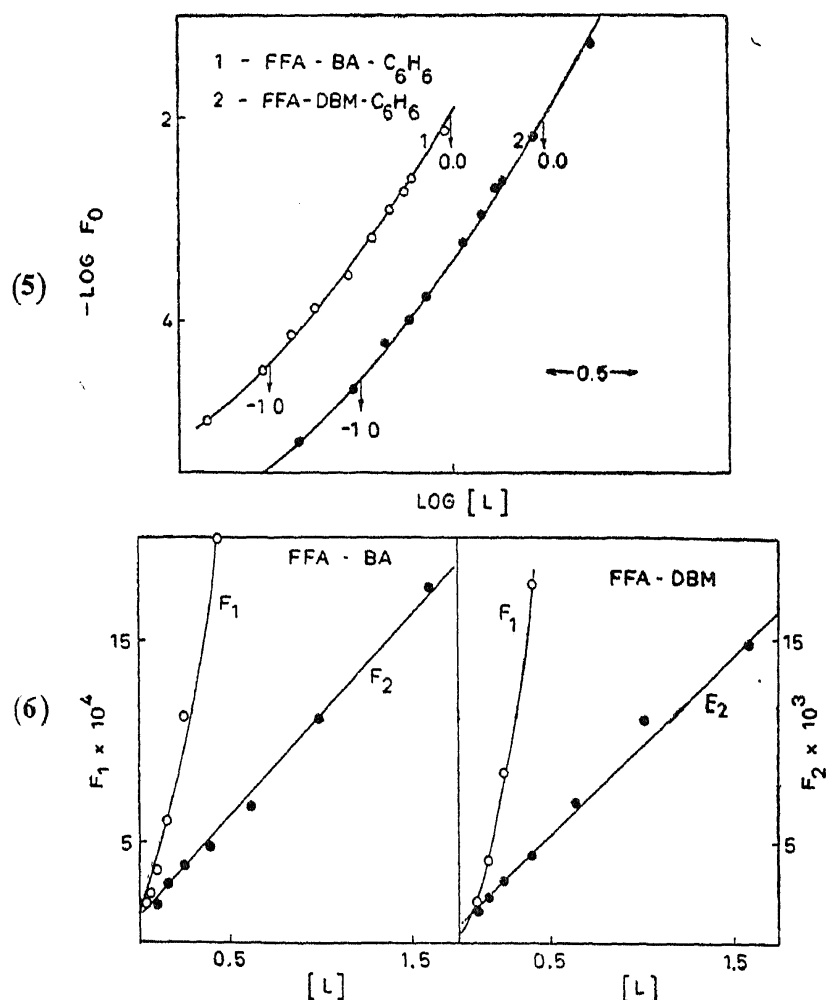 1 - FFA - BA - C6H6
2 - FFA - DBM - C6H6
2
1
0.0
2
0.0
(5)
-LOG F0
4
0.5
-1 0
-1 0
LOG [L]
FFA - BA
FFA - DBM
F1
F1
15
F2
15
(6)
F1 × 10^4
E2
F2 × 10^3
5
5
0.5
1.5
0.5
1.5
[L]
[L]